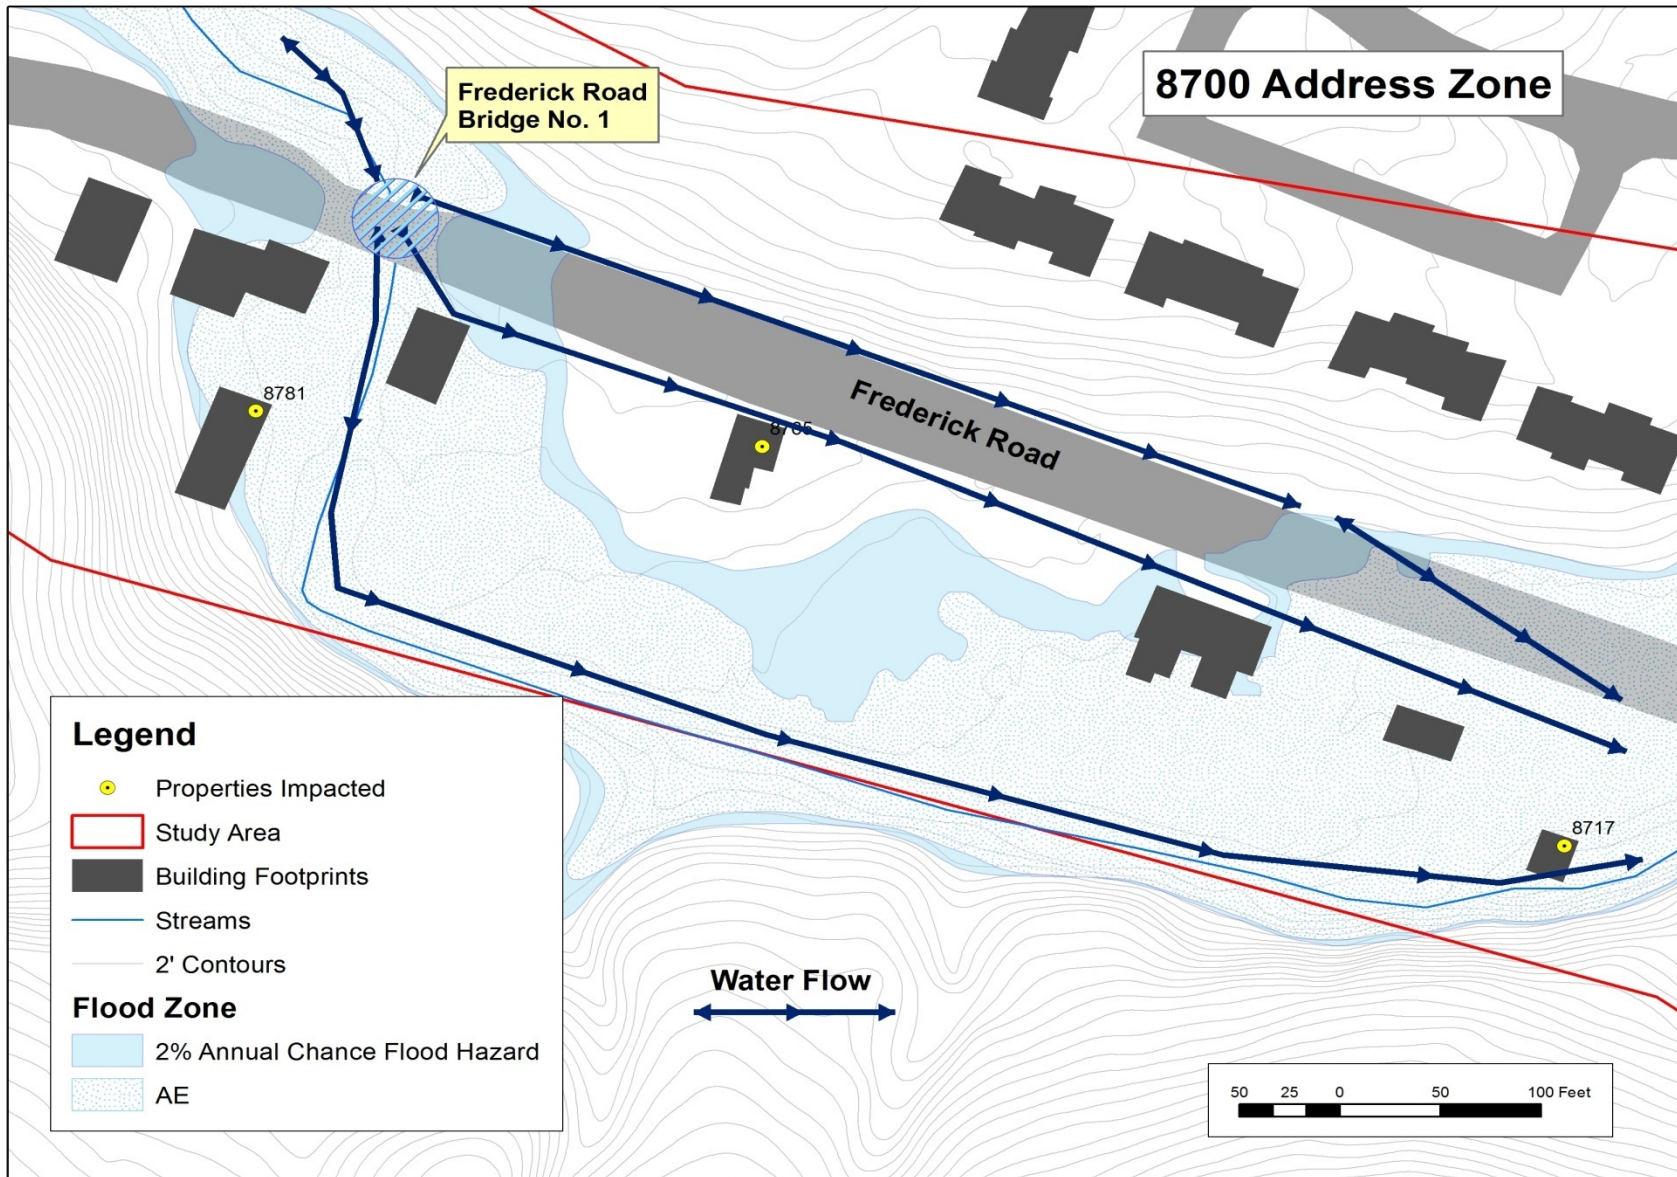 8700 Address Zone
Frederick Road
Bridge No. 1
8781
8765
Frederick Road
8717
Legend
Properties Impacted
Study Area
Building Footprints
Streams
2' Contours
Flood Zone
2% Annual Chance Flood Hazard
AE
Water Flow
50 25 0 50 100 Feet